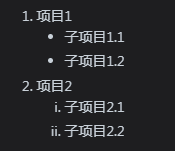 1. 项目1
• 子项目1.1
• 子项目1.2
2. 项目2
i. 子项目2.1
ii. 子项目2.2